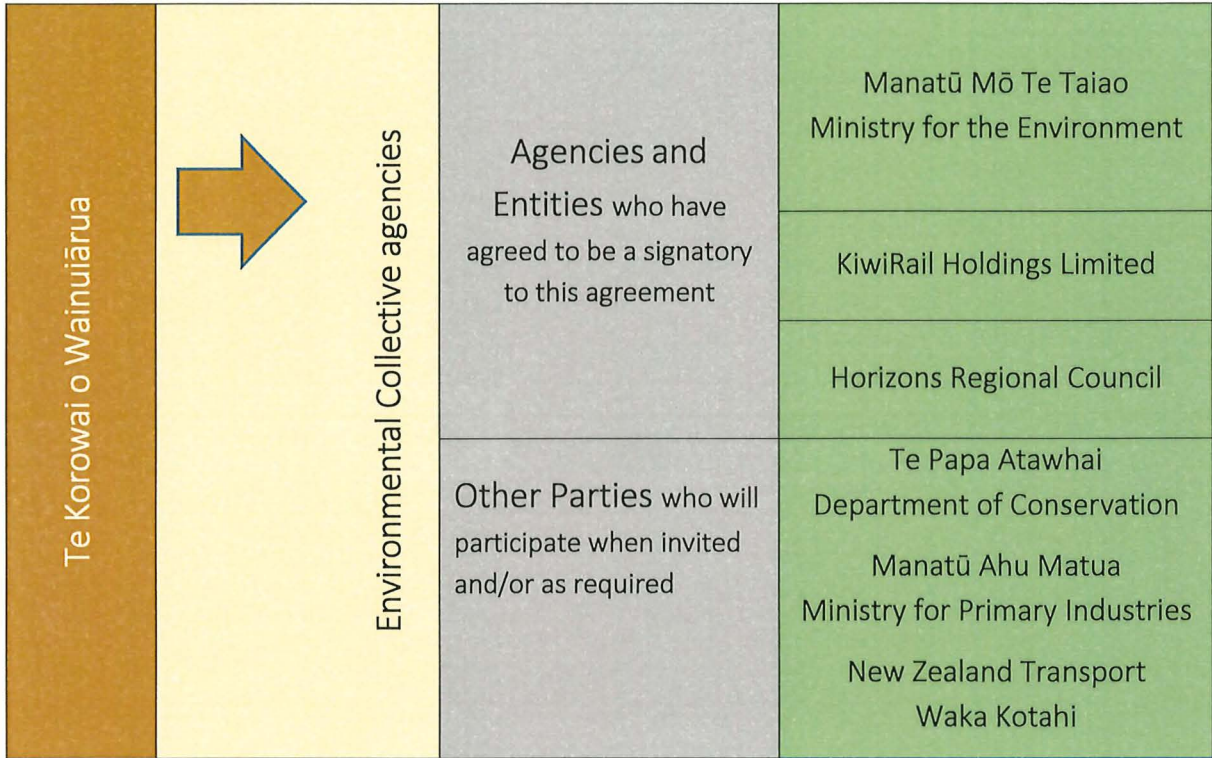 Te Korowai o Wainuiārua
Environmental Collective agencies
Agencies and
Entities who have
agreed to be a signatory
to this agreement
Manatū Mō Te Taiao
Ministry for the Environment
KiwiRail Holdings Limited
Horizons Regional Council
Other Parties who will
participate when invited
and/or as required
Te Papa Atawhai
Department of Conservation
Manatū Ahu Matua
Ministry for Primary Industries
New Zealand Transport
Waka Kotahi